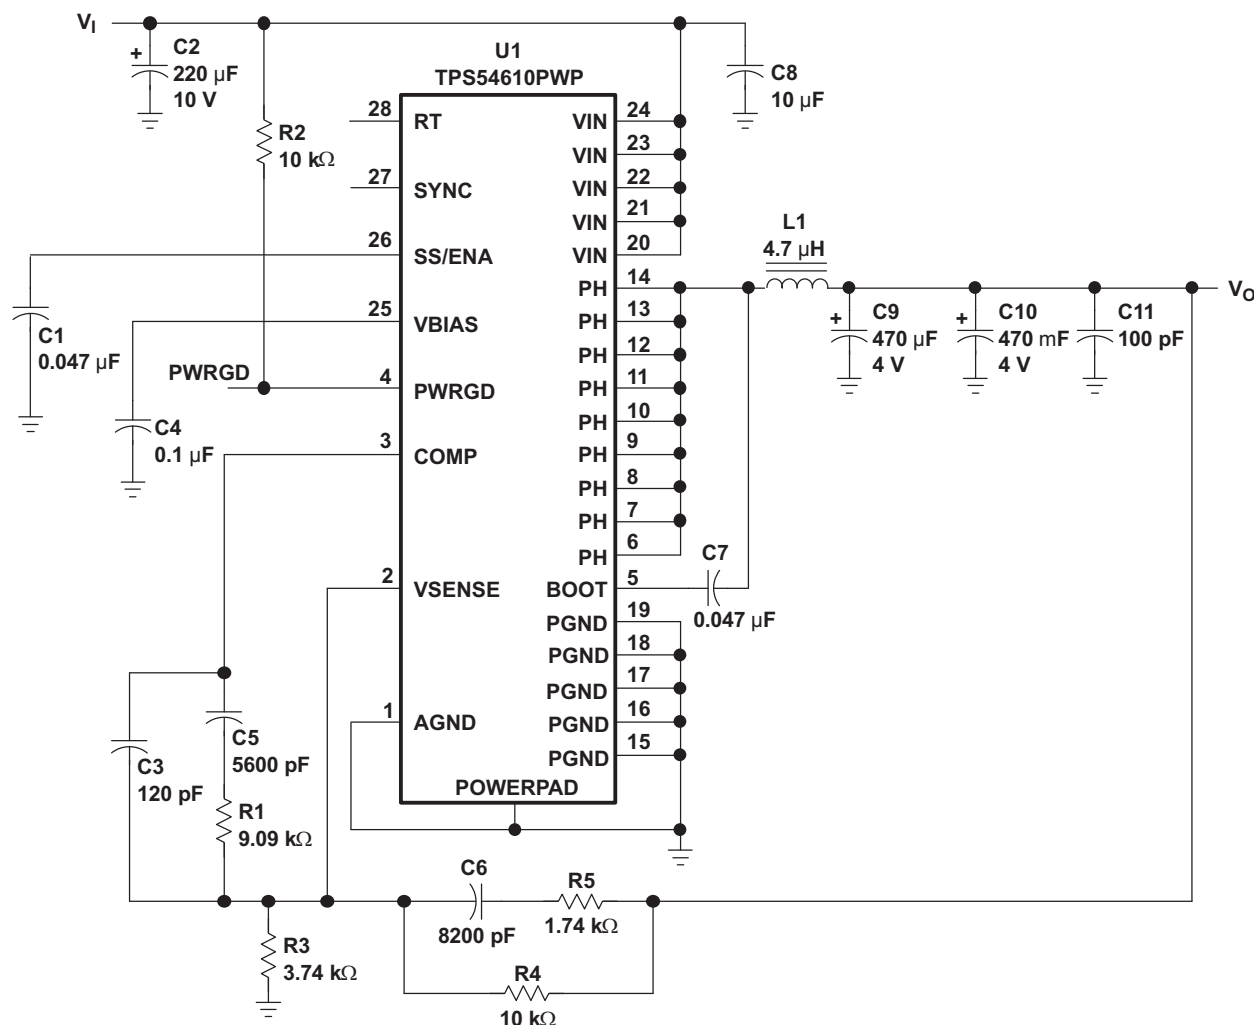 V_I
C2
+
220 µF
10 V
U1
TPS54610PWP
C8
10 µF
R2
10 kΩ
28
RT
VIN
24
VIN
23
27
SYNC
VIN
22
VIN
21
26
SS/ENA
VIN
20
L1
4.7 µH
PH
14
V_O
25
VBIAS
PH
13
C1
0.047 µF
C9
+
470 µF
4 V
C10
+
470 mF
4 V
C11
100 pF
PH
12
PWRGD
4
PWRGD
PH
11
PH
10
C4
0.1 µF
3
COMP
PH
9
PH
8
PH
7
PH
6
C7
0.047 µF
2
VSENSE
BOOT
5
PGND
19
PGND
18
PGND
17
1
AGND
PGND
16
PGND
15
C3
120 pF
C5
5600 pF
POWERPAD
R1
9.09 kΩ
C6
8200 pF
R5
1.74 kΩ
R3
3.74 kΩ
R4
10 kΩ